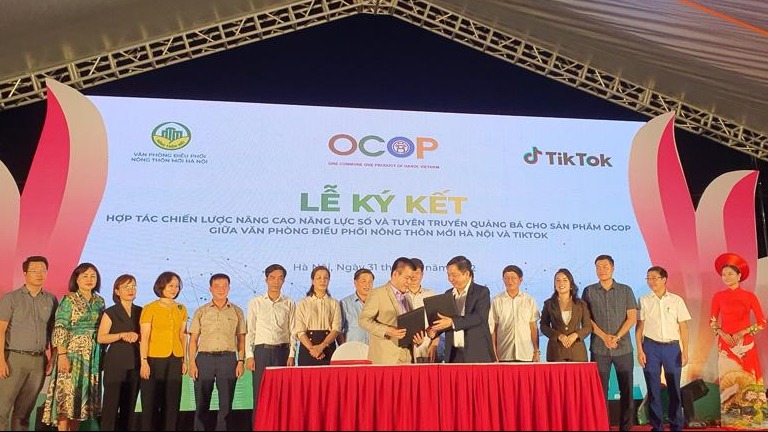 VĂN PHÒNG ĐIỀU PHỐI
NÔNG THÔN MỚI HÀ NỘI
OCOP
ONE COMMUNE ONE PRODUCT OF HANOI, VIETNAM
TikTok
LỄ KÝ KẾT
HỢP TÁC CHIẾN LƯỢC NÂNG CAO NĂNG LỰC SỐ VÀ TUYÊN TRUYỀN QUẢNG BÁ CHO SẢN PHẨM OCOP
GIỮA VĂN PHÒNG ĐIỀU PHỐI NÔNG THÔN MỚI HÀ NỘI VÀ TIKTOK
Hà Nội, Ngày 31